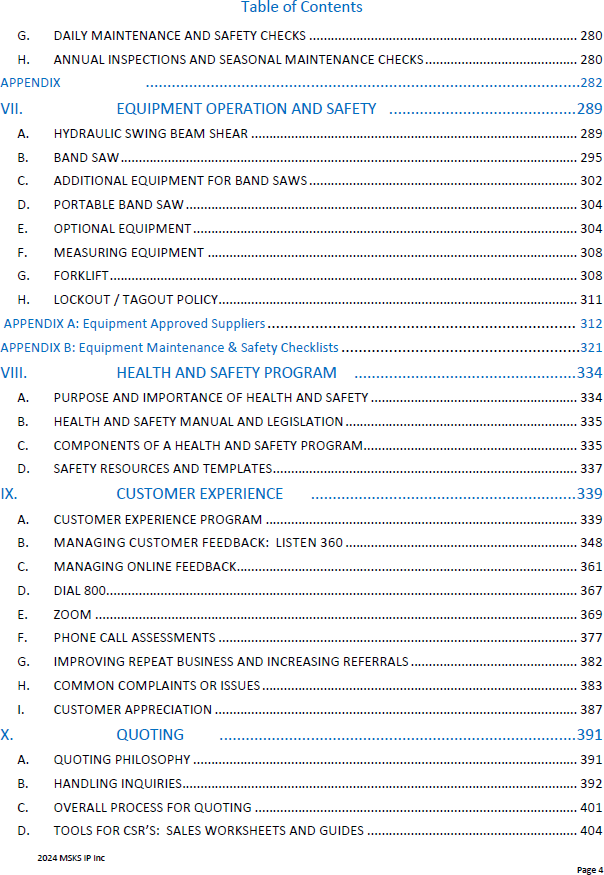 Table of Contents
G. DAILY MAINTENANCE AND SAFETY CHECKS 280
H. ANNUAL INSPECTIONS AND SEASONAL MAINTENANCE CHECKS 280
APPENDIX 282
VII. EQUIPMENT OPERATION AND SAFETY 289
A. HYDRAULIC SWING BEAM SHEAR 289
B. BAND SAW 295
C. ADDITIONAL EQUIPMENT FOR BAND SAWS 302
D. PORTABLE BAND SAW 304
E. OPTIONAL EQUIPMENT 304
F. MEASURING EQUIPMENT 308
G. FORKLIFT 308
H. LOCKOUT / TAGOUT POLICY 311
APPENDIX A: Equipment Approved Suppliers 312
APPENDIX B: Equipment Maintenance & Safety Checklists 321
VIII. HEALTH AND SAFETY PROGRAM 334
A. PURPOSE AND IMPORTANCE OF HEALTH AND SAFETY 334
B. HEALTH AND SAFETY MANUAL AND LEGISLATION 335
C. COMPONENTS OF A HEALTH AND SAFETY PROGRAM 335
D. SAFETY RESOURCES AND TEMPLATES 337
IX. CUSTOMER EXPERIENCE 339
A. CUSTOMER EXPERIENCE PROGRAM 339
B. MANAGING CUSTOMER FEEDBACK: LISTEN 360 348
C. MANAGING ONLINE FEEDBACK 361
D. DIAL 800 367
E. ZOOM 369
F. PHONE CALL ASSESSMENTS 377
G. IMPROVING REPEAT BUSINESS AND INCREASING REFERRALS 382
H. COMMON COMPLAINTS OR ISSUES 383
I. CUSTOMER APPRECIATION 387
X. QUOTING 391
A. QUOTING PHILOSOPHY 391
B. HANDLING INQUIRIES 392
C. OVERALL PROCESS FOR QUOTING 401
D. TOOLS FOR CSR'S: SALES WORKSHEETS AND GUIDES 404
2024 MSKS IP Inc
Page 4